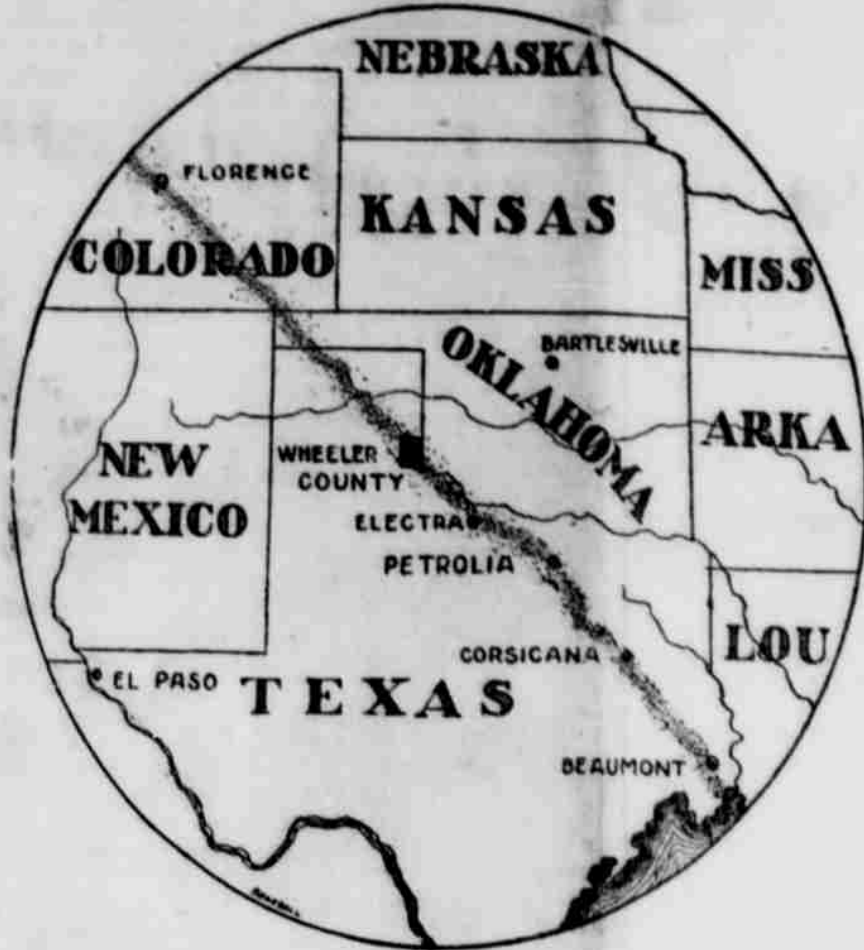 NEBRASKA
FLORENCE
KANSAS
COLORADO
MISS
BARTLESVILLE
OKLAHOMA
ARKA
NEW
MEXICO
WHEELER
COUNTY
ELECTRA
PETROLIA
CORSICANA
LOU
EL PASO
TEXAS
BEAUMONT